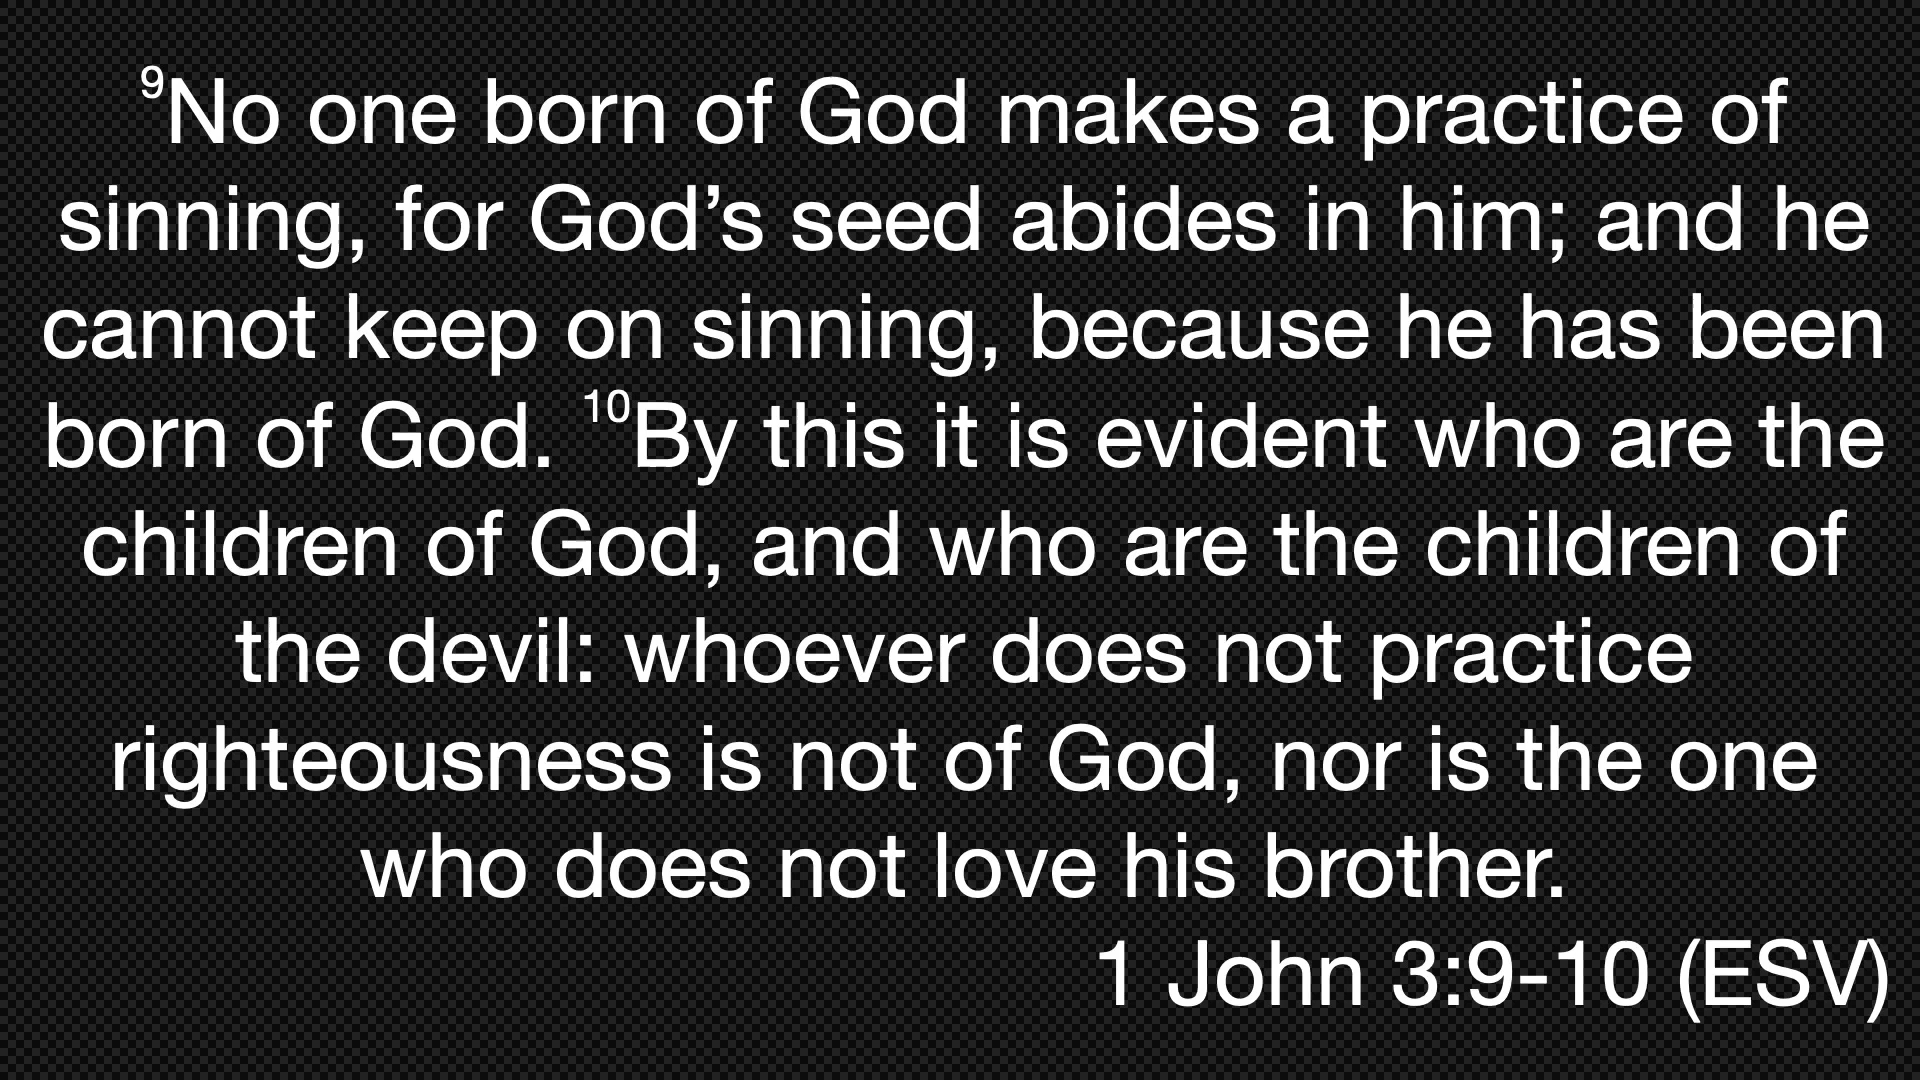 ⁹No one born of God makes a practice of
sinning, for God’s seed abides in him; and he
cannot keep on sinning, because he has been
born of God. ¹⁰By this it is evident who are the
children of God, and who are the children of
the devil: whoever does not practice
righteousness is not of God, nor is the one
who does not love his brother.
1 John 3:9-10 (ESV)